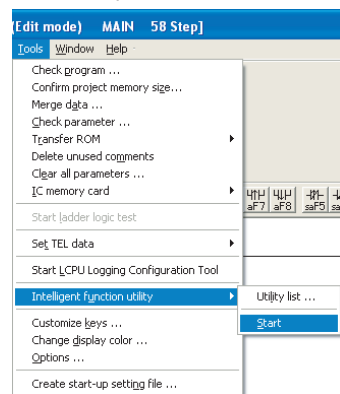 (Edit mode) MAIN 58 Step]
Tools Window Help
Check program ...
Confirm project memory size...
Merge data ...
Check parameter ...
Transfer ROM
Delete unused comments
Clear all parameters ...
IC memory card
aF7 aF8 saF5 sa
Start ladder logic test
Set TEL data
Start LCPU Logging Configuration Tool
Intelligent function utility
Utility list ...
Customize keys ...
Start
Change display color ...
Options ...
Create start-up setting file ...